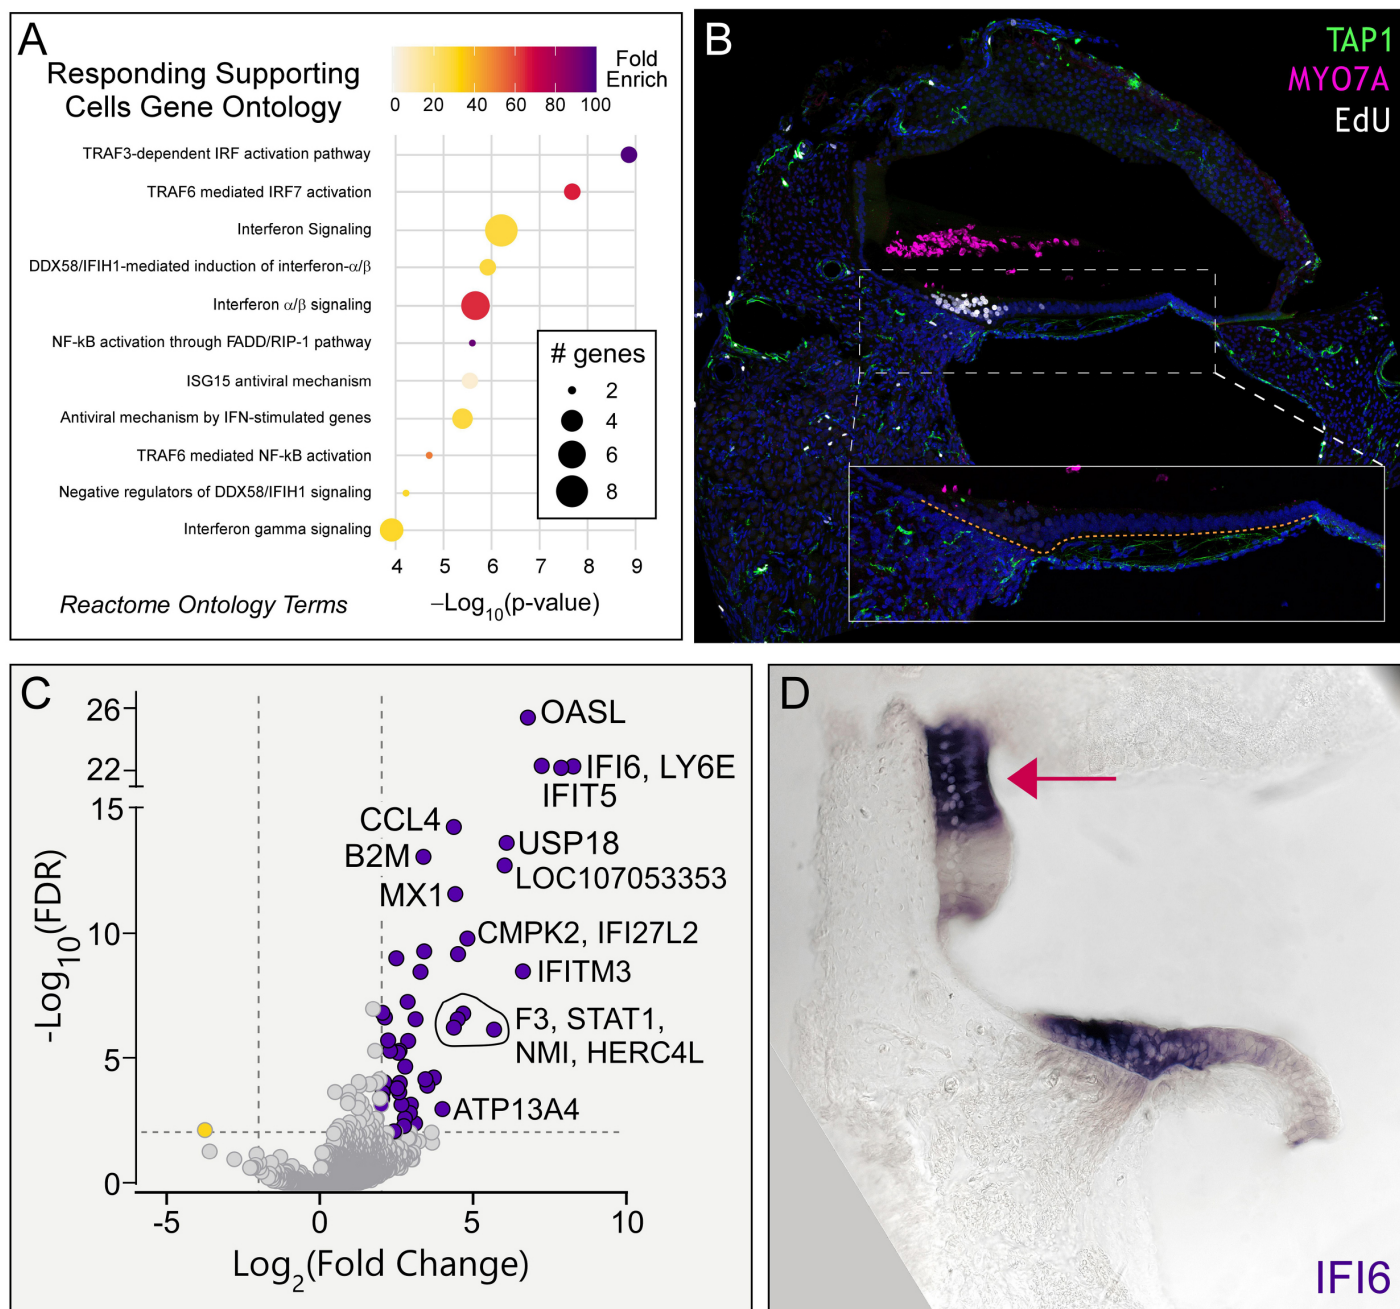 A
Responding Supporting
Cells Gene Ontology
Fold
Enrich
0 20 40 60 80 100
TRAF3-dependent IRF activation pathway
TRAF6 mediated IRF7 activation
Interferon Signaling
DDX58/IFIH1-mediated induction of interferon-α/β
Interferon α/β signaling
NF-kB activation through FADD/RIP-1 pathway
ISG15 antiviral mechanism
Antiviral mechanism by IFN-stimulated genes
TRAF6 mediated NF-kB activation
Negative regulators of DDX58/IFIH1 signaling
Interferon gamma signaling
# genes
2
4
6
8
4 5 6 7 8 9
Reactome Ontology Terms
–Log10(p-value)
B
TAP1
MYO7A
EdU
C
26
22
15
10
5
0
-Log10(FDR)
OASL
IFI6, LY6E
IFIT5
CCL4
B2M
USP18
LOC107053353
MX1
CMPK2, IFI27L2
IFITM3
F3, STAT1,
NMI, HERC4L
ATP13A4
-5 0 5 10
Log2(Fold Change)
D
IFI6